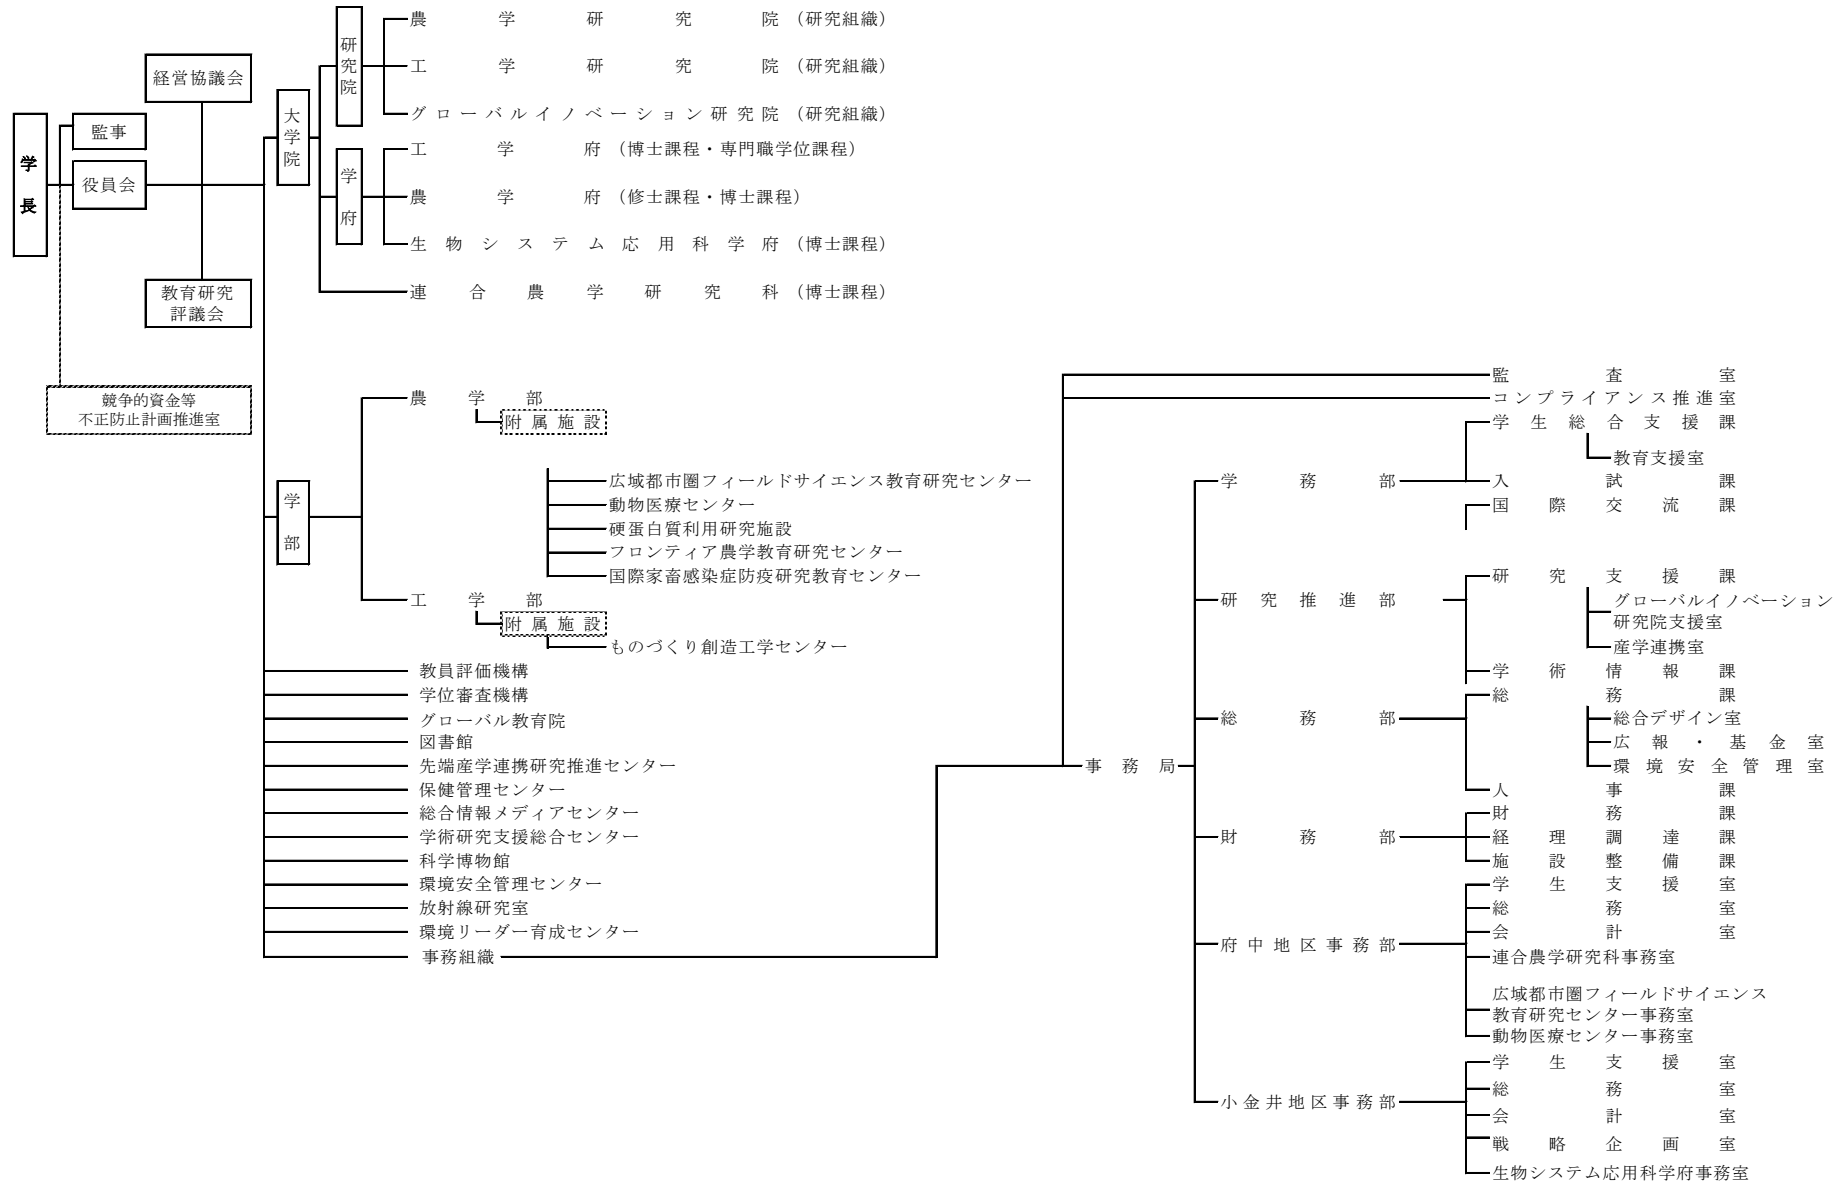 学長
監事
役員会
経営協議会
教育研究
評議会
競争的資金等
不正防止計画推進室
大学院
研究院
農学研究院（研究組織）
工学研究院（研究組織）
グローバルイノベーション研究院（研究組織）
学府
工学府（博士課程・専門職学位課程）
農学府（修士課程・博士課程）
生物システム応用科学府（博士課程）
連合農学研究科（博士課程）
学部
農学部
附属施設
広域都市圏フィールドサイエンス教育研究センター
動物医療センター
硬蛋白質利用研究施設
フロンティア農学教育研究センター
国際家畜感染症防疫研究教育センター
工学部
附属施設
ものづくり創造工学センター
教員評価機構
学位審査機構
グローバル教育院
図書館
先端産学連携研究推進センター
保健管理センター
総合情報メディアセンター
学術研究支援総合センター
科学博物館
環境安全管理センター
放射線研究室
環境リーダー育成センター
事務組織
監査室
コンプライアンス推進室
事務局
学務部
学生総合支援課
教育支援室
入試課
国際交流課
研究推進部
研究支援課
グローバルイノベーション
研究院支援室
産学連携室
学術情報課
総務部
総務課
総合デザイン室
広報・基金室
環境安全管理室
人事課
財務部
財務課
経理調達課
施設整備課
府中地区事務部
学生支援室
総務室
会計室
連合農学研究科事務室
広域都市圏フィールドサイエンス
教育研究センター事務室
動物医療センター事務室
小金井地区事務部
学生支援室
総務室
会計室
戦略企画室
生物システム応用科学府事務室